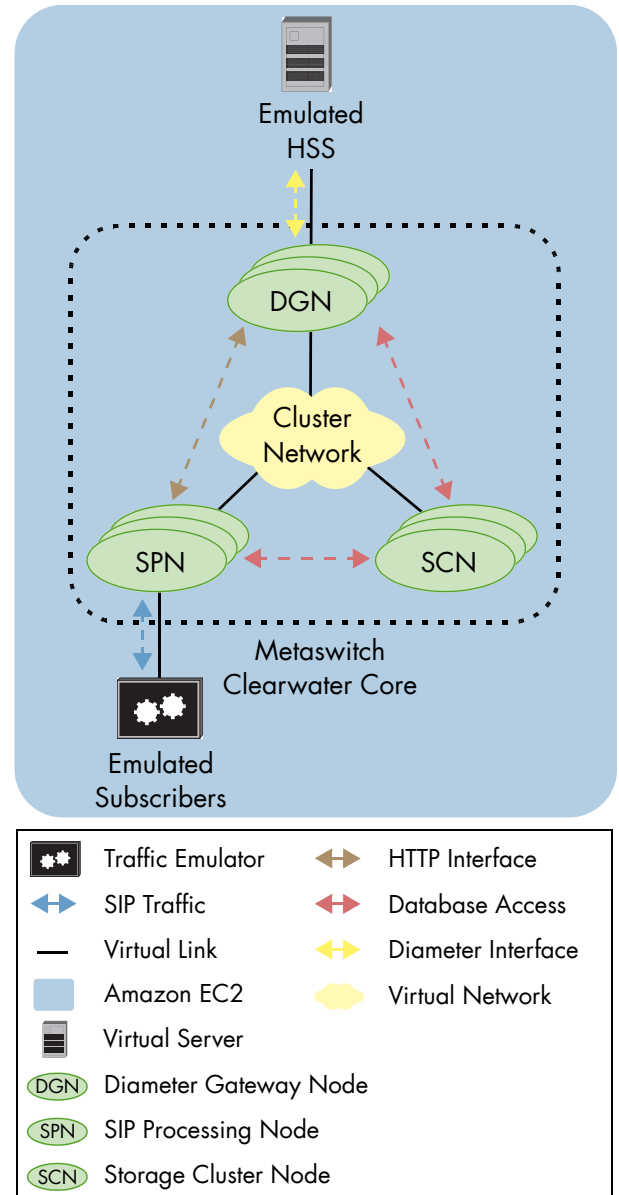 Emulated
HSS
DGN
Cluster
Network
SPN
SCN
Metaswitch
Clearwater Core
Emulated
Subscribers
Traffic Emulator
HTTP Interface
SIP Traffic
Database Access
Virtual Link
Diameter Interface
Amazon EC2
Virtual Network
Virtual Server
DGN Diameter Gateway Node
SPN SIP Processing Node
SCN Storage Cluster Node